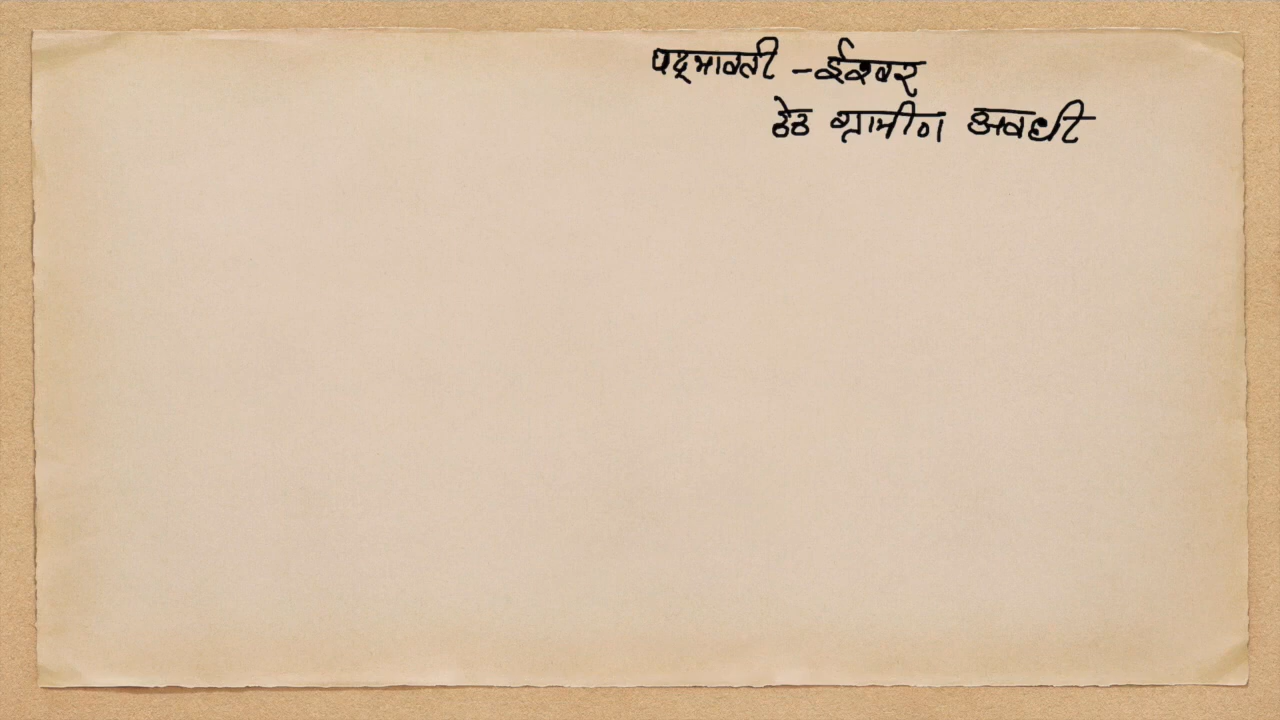 पद्मावती - ईश्वर
ठेठ ग्रामीण अवधी